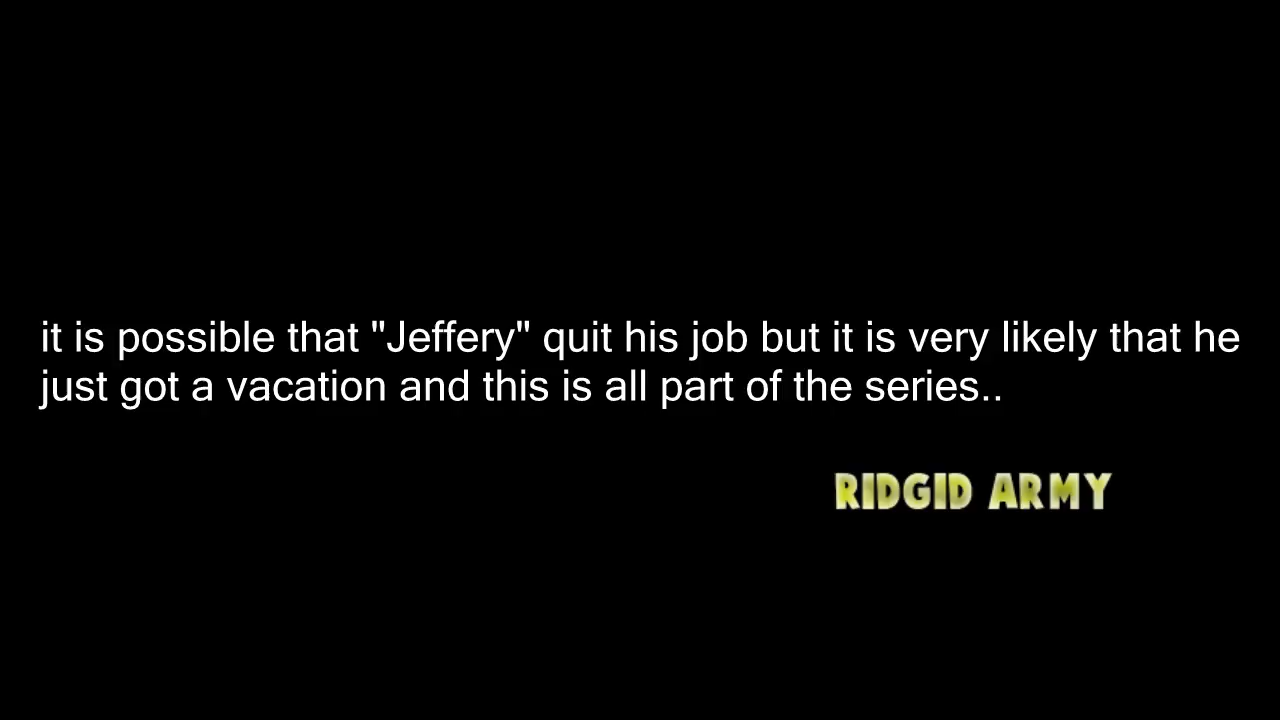 it is possible that "Jeffery" quit his job but it is very likely that he
just got a vacation and this is all part of the series..
RIDGID ARMY